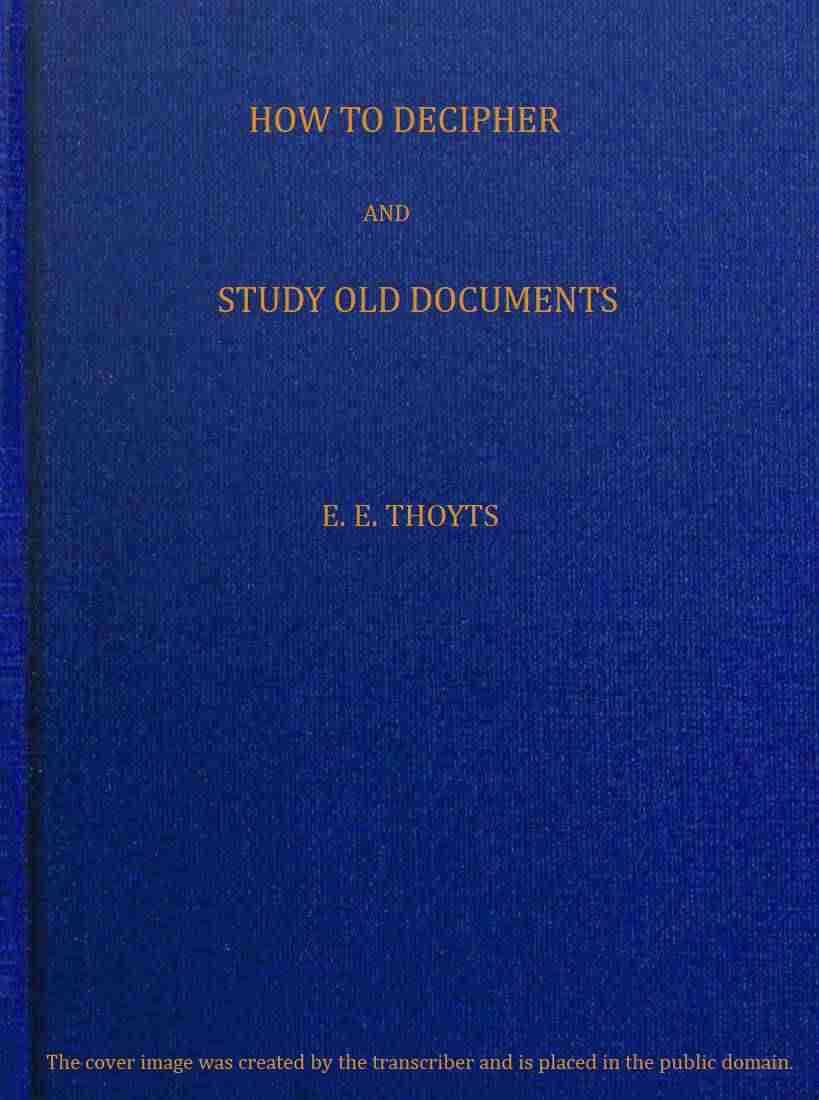 HOW TO DECIPHER
AND
STUDY OLD DOCUMENTS
E. E. THOYTS
The cover image was created by the transcriber and is placed in the public domain.